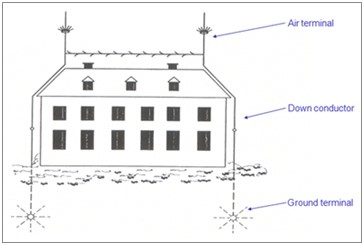 Air terminal
Down conductor
Ground terminal